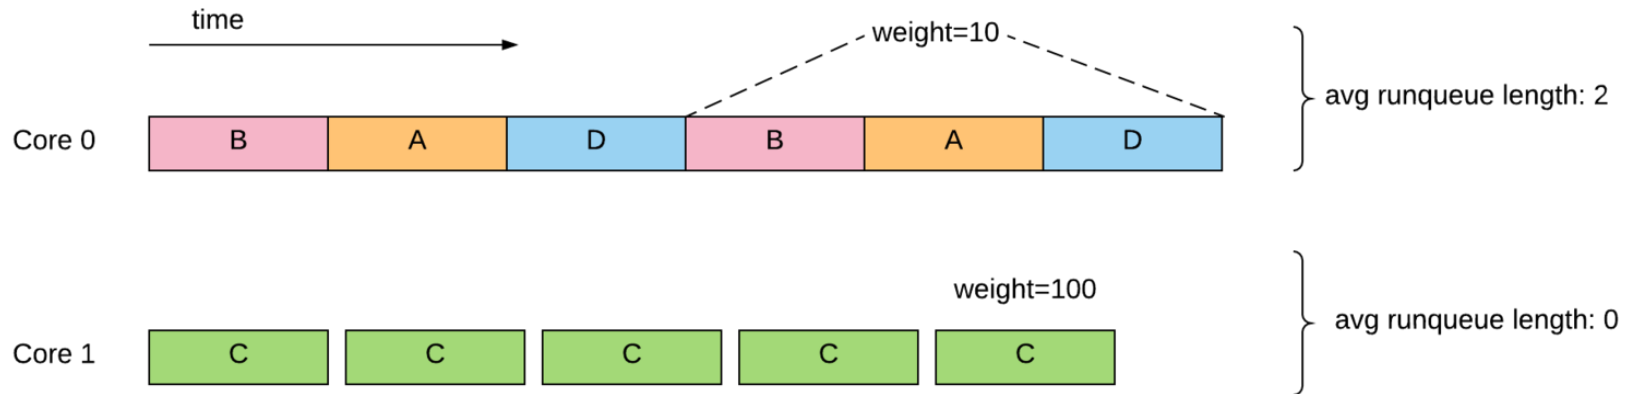 time
weight=10
avg runqueue length: 2
Core 0
B A D B A D
weight=100
avg runqueue length: 0
Core 1
C C C C C